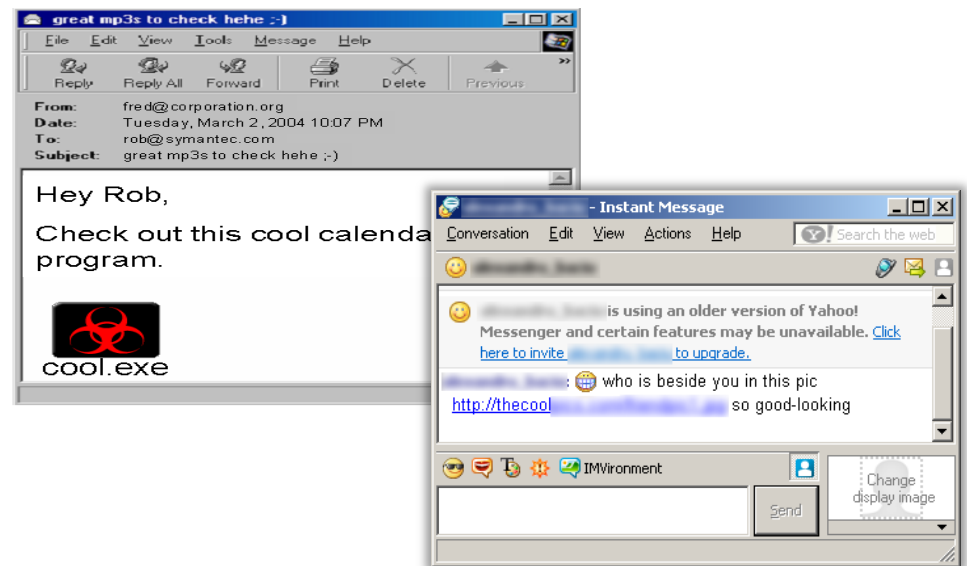 great mp3s to check hehe ;-)
File Edit View Tools Message Help
Reply Reply All Forward Print Delete Previous »
From: fred@corporation.org
Date: Tuesday, March 2, 2004 10:07 PM
To: rob@symantec.com
Subject: great mp3s to check hehe ;-)
Hey Rob,
Check out this cool calenda
program.
cool.exe
- Instant Message
Conversation Edit View Actions Help
Y! Search the web
is using an older version of Yahoo!
Messenger and certain features may be unavailable. Click
here to invite to upgrade.
: who is beside you in this pic
http://thecool so good-looking
IMVironment
Send
Change
display image